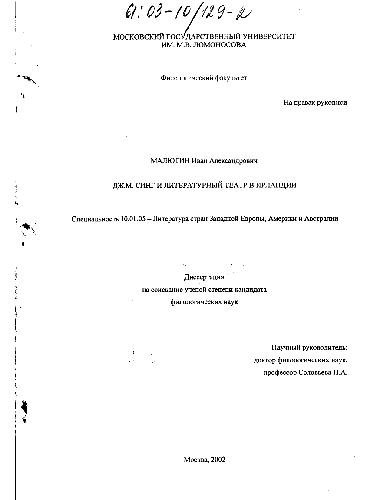 61:03-10/129-2
МОСКОВСКИЙ ГОСУДАРСТВЕННЫЙ УНИВЕРСИТЕТ
ИМ. М.В. ЛОМОНОСОВА
Филологический факультет
На правах рукописи
МАЛЮТИН Иван Александрович
ДЖ.М. СИНГ И ЛИТЕРАТУРНЫЙ ТЕАТР В ИРЛАНДИИ
Специальность 10.01.05 – Литература стран Западной Европы, Америки и Австралии
Диссертация
на соискание ученой степени кандидата
филологических наук
Научный руководитель:
доктор филологических наук,
профессор Соловьева Н.А.
Москва, 2002